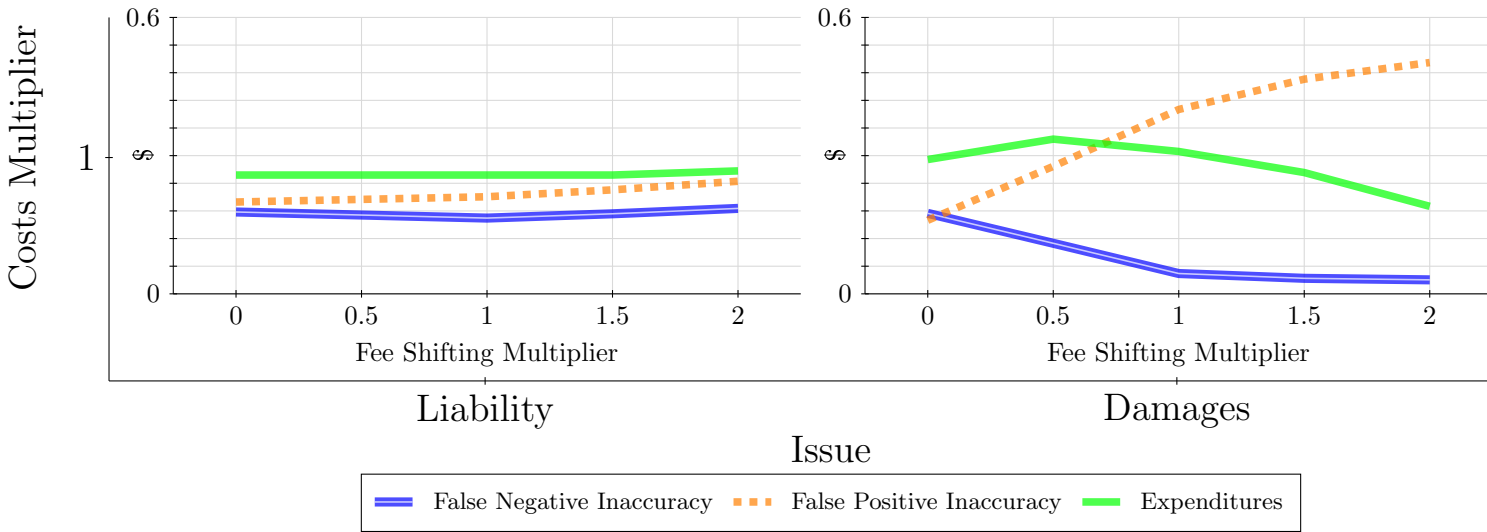 Costs Multiplier
1
0.6
$
0
0 0.5 1 1.5 2
Fee Shifting Multiplier
0.6
$
0
0 0.5 1 1.5 2
Fee Shifting Multiplier
Liability
Damages
Issue
False Negative Inaccuracy False Positive Inaccuracy Expenditures